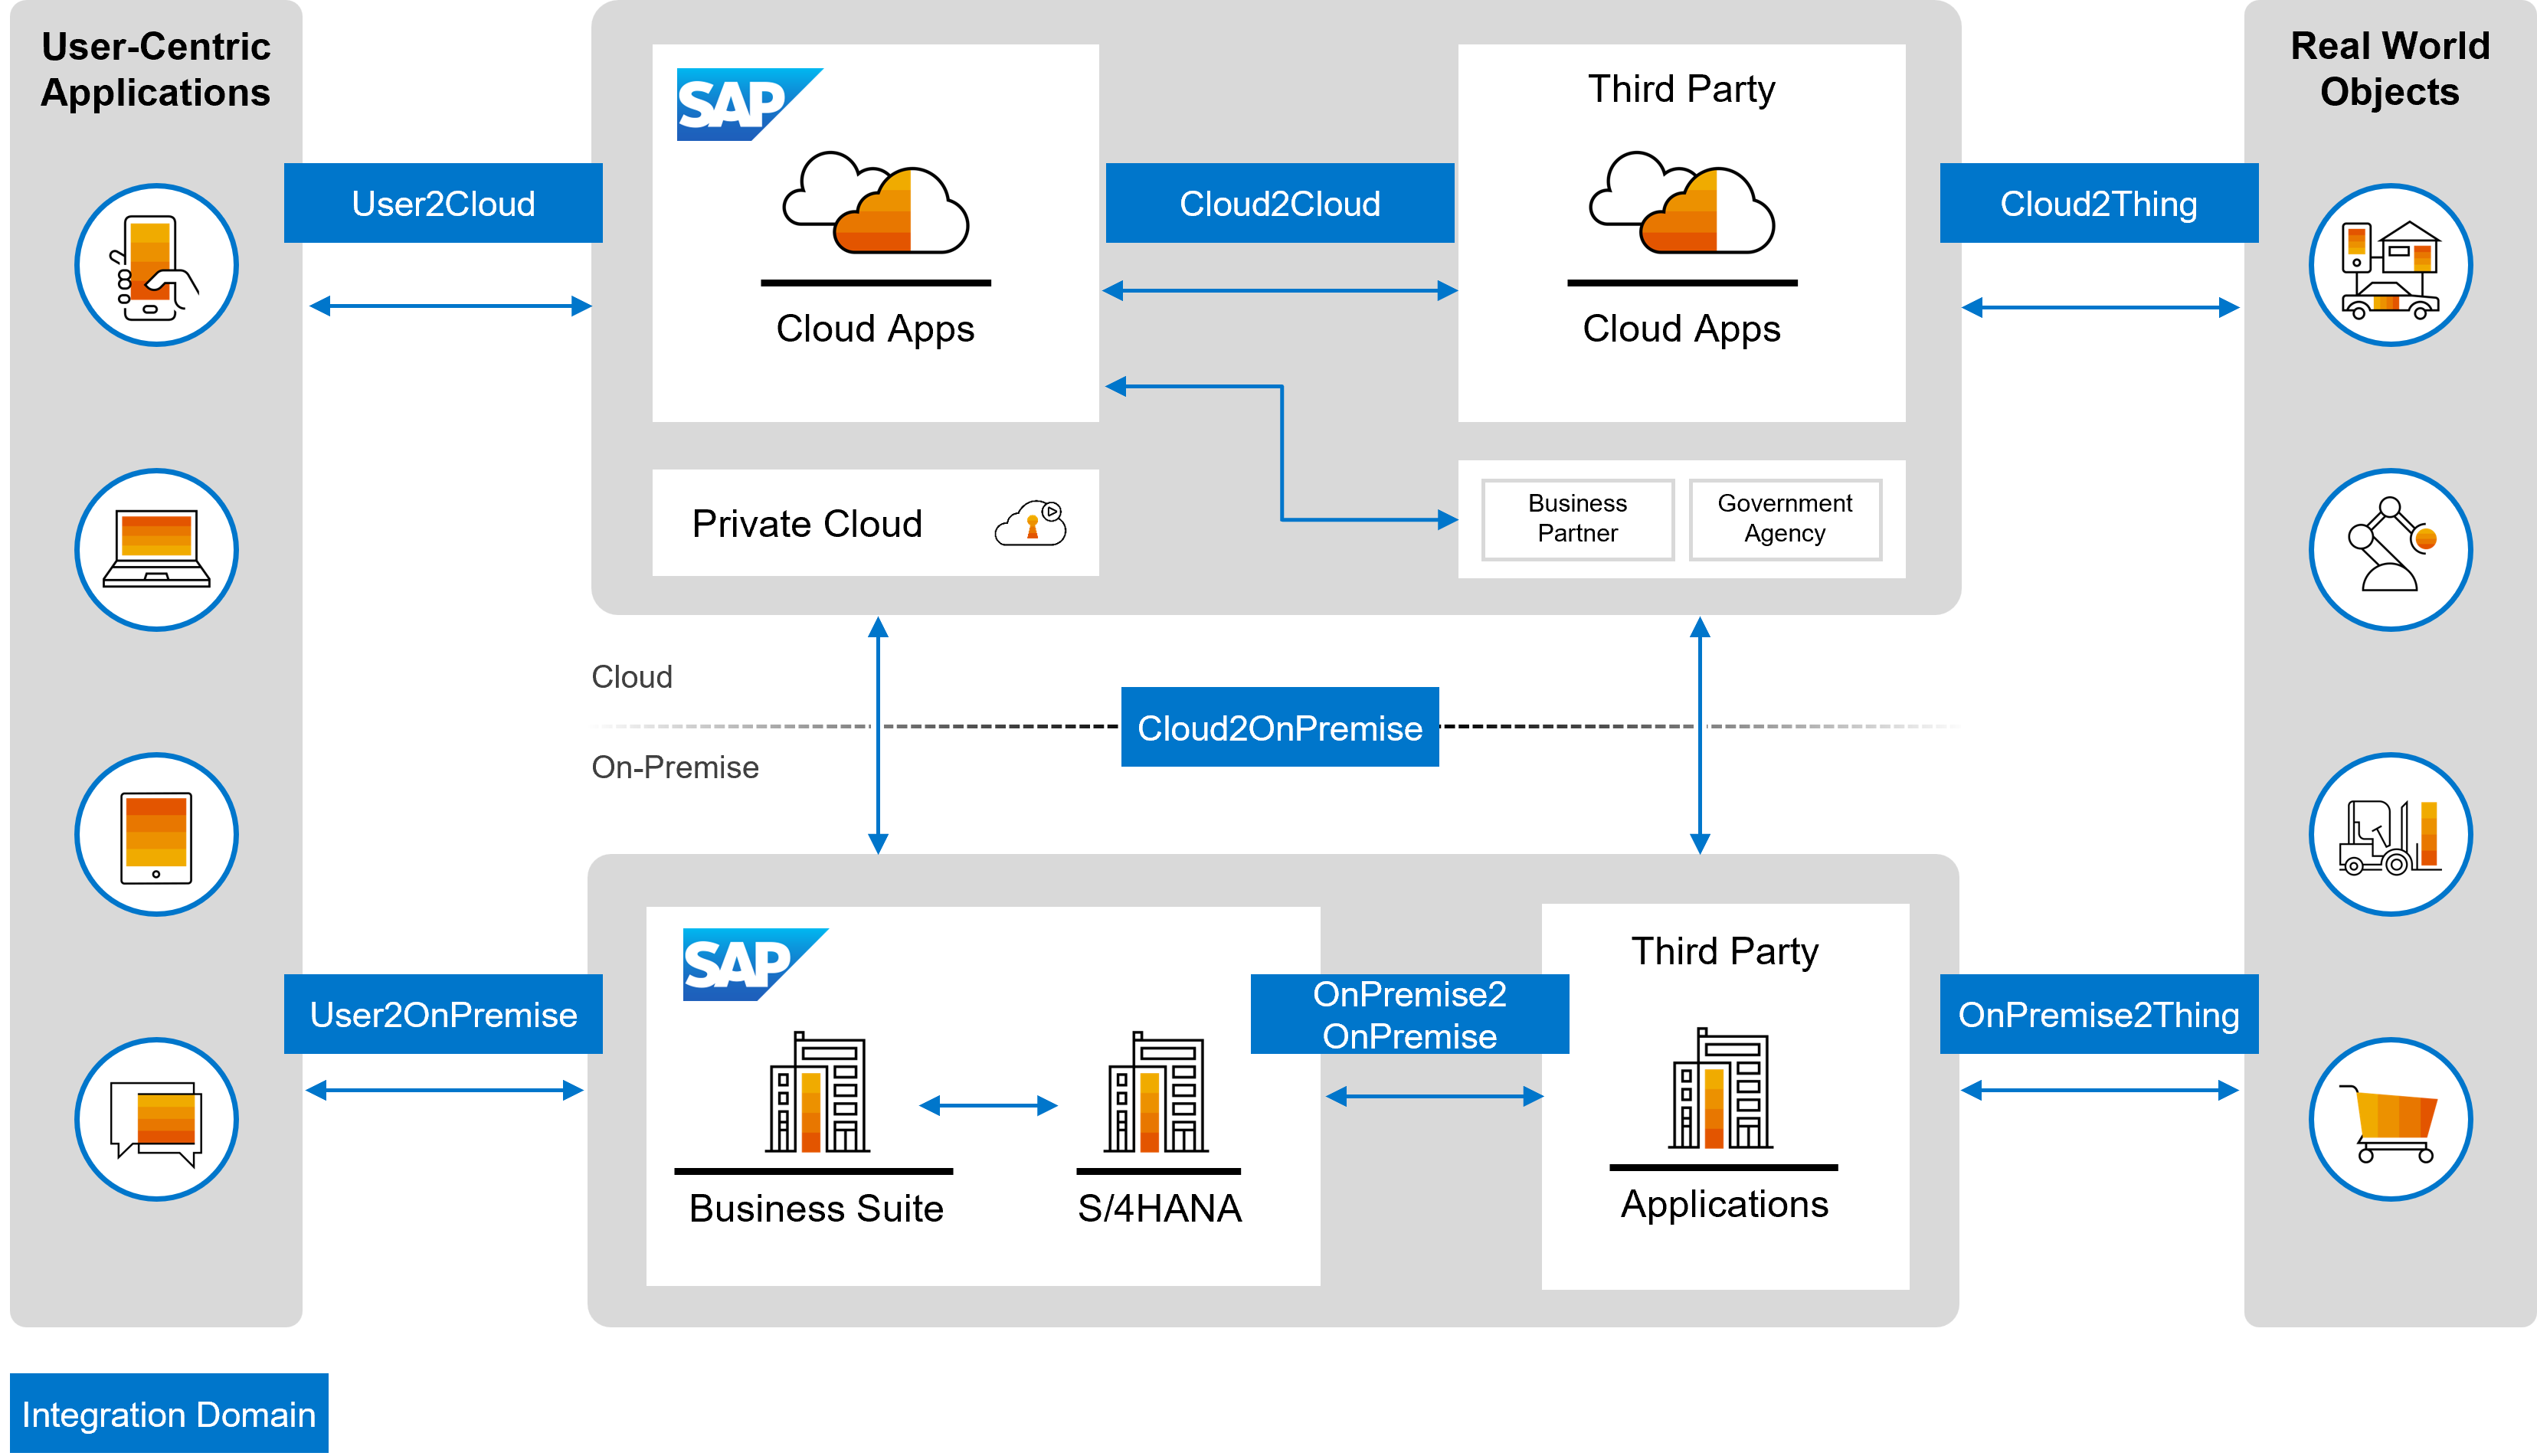 User-Centric
Applications
SAP
Third Party
Real World
Objects
User2Cloud
Cloud2Cloud
Cloud2Thing
Cloud Apps
Cloud Apps
Private Cloud
Business
Partner
Government
Agency
Cloud
Cloud2OnPremise
On-Premise
SAP
Third Party
User2OnPremise
OnPremise2
OnPremise
OnPremise2Thing
Business Suite
S/4HANA
Applications
Integration Domain